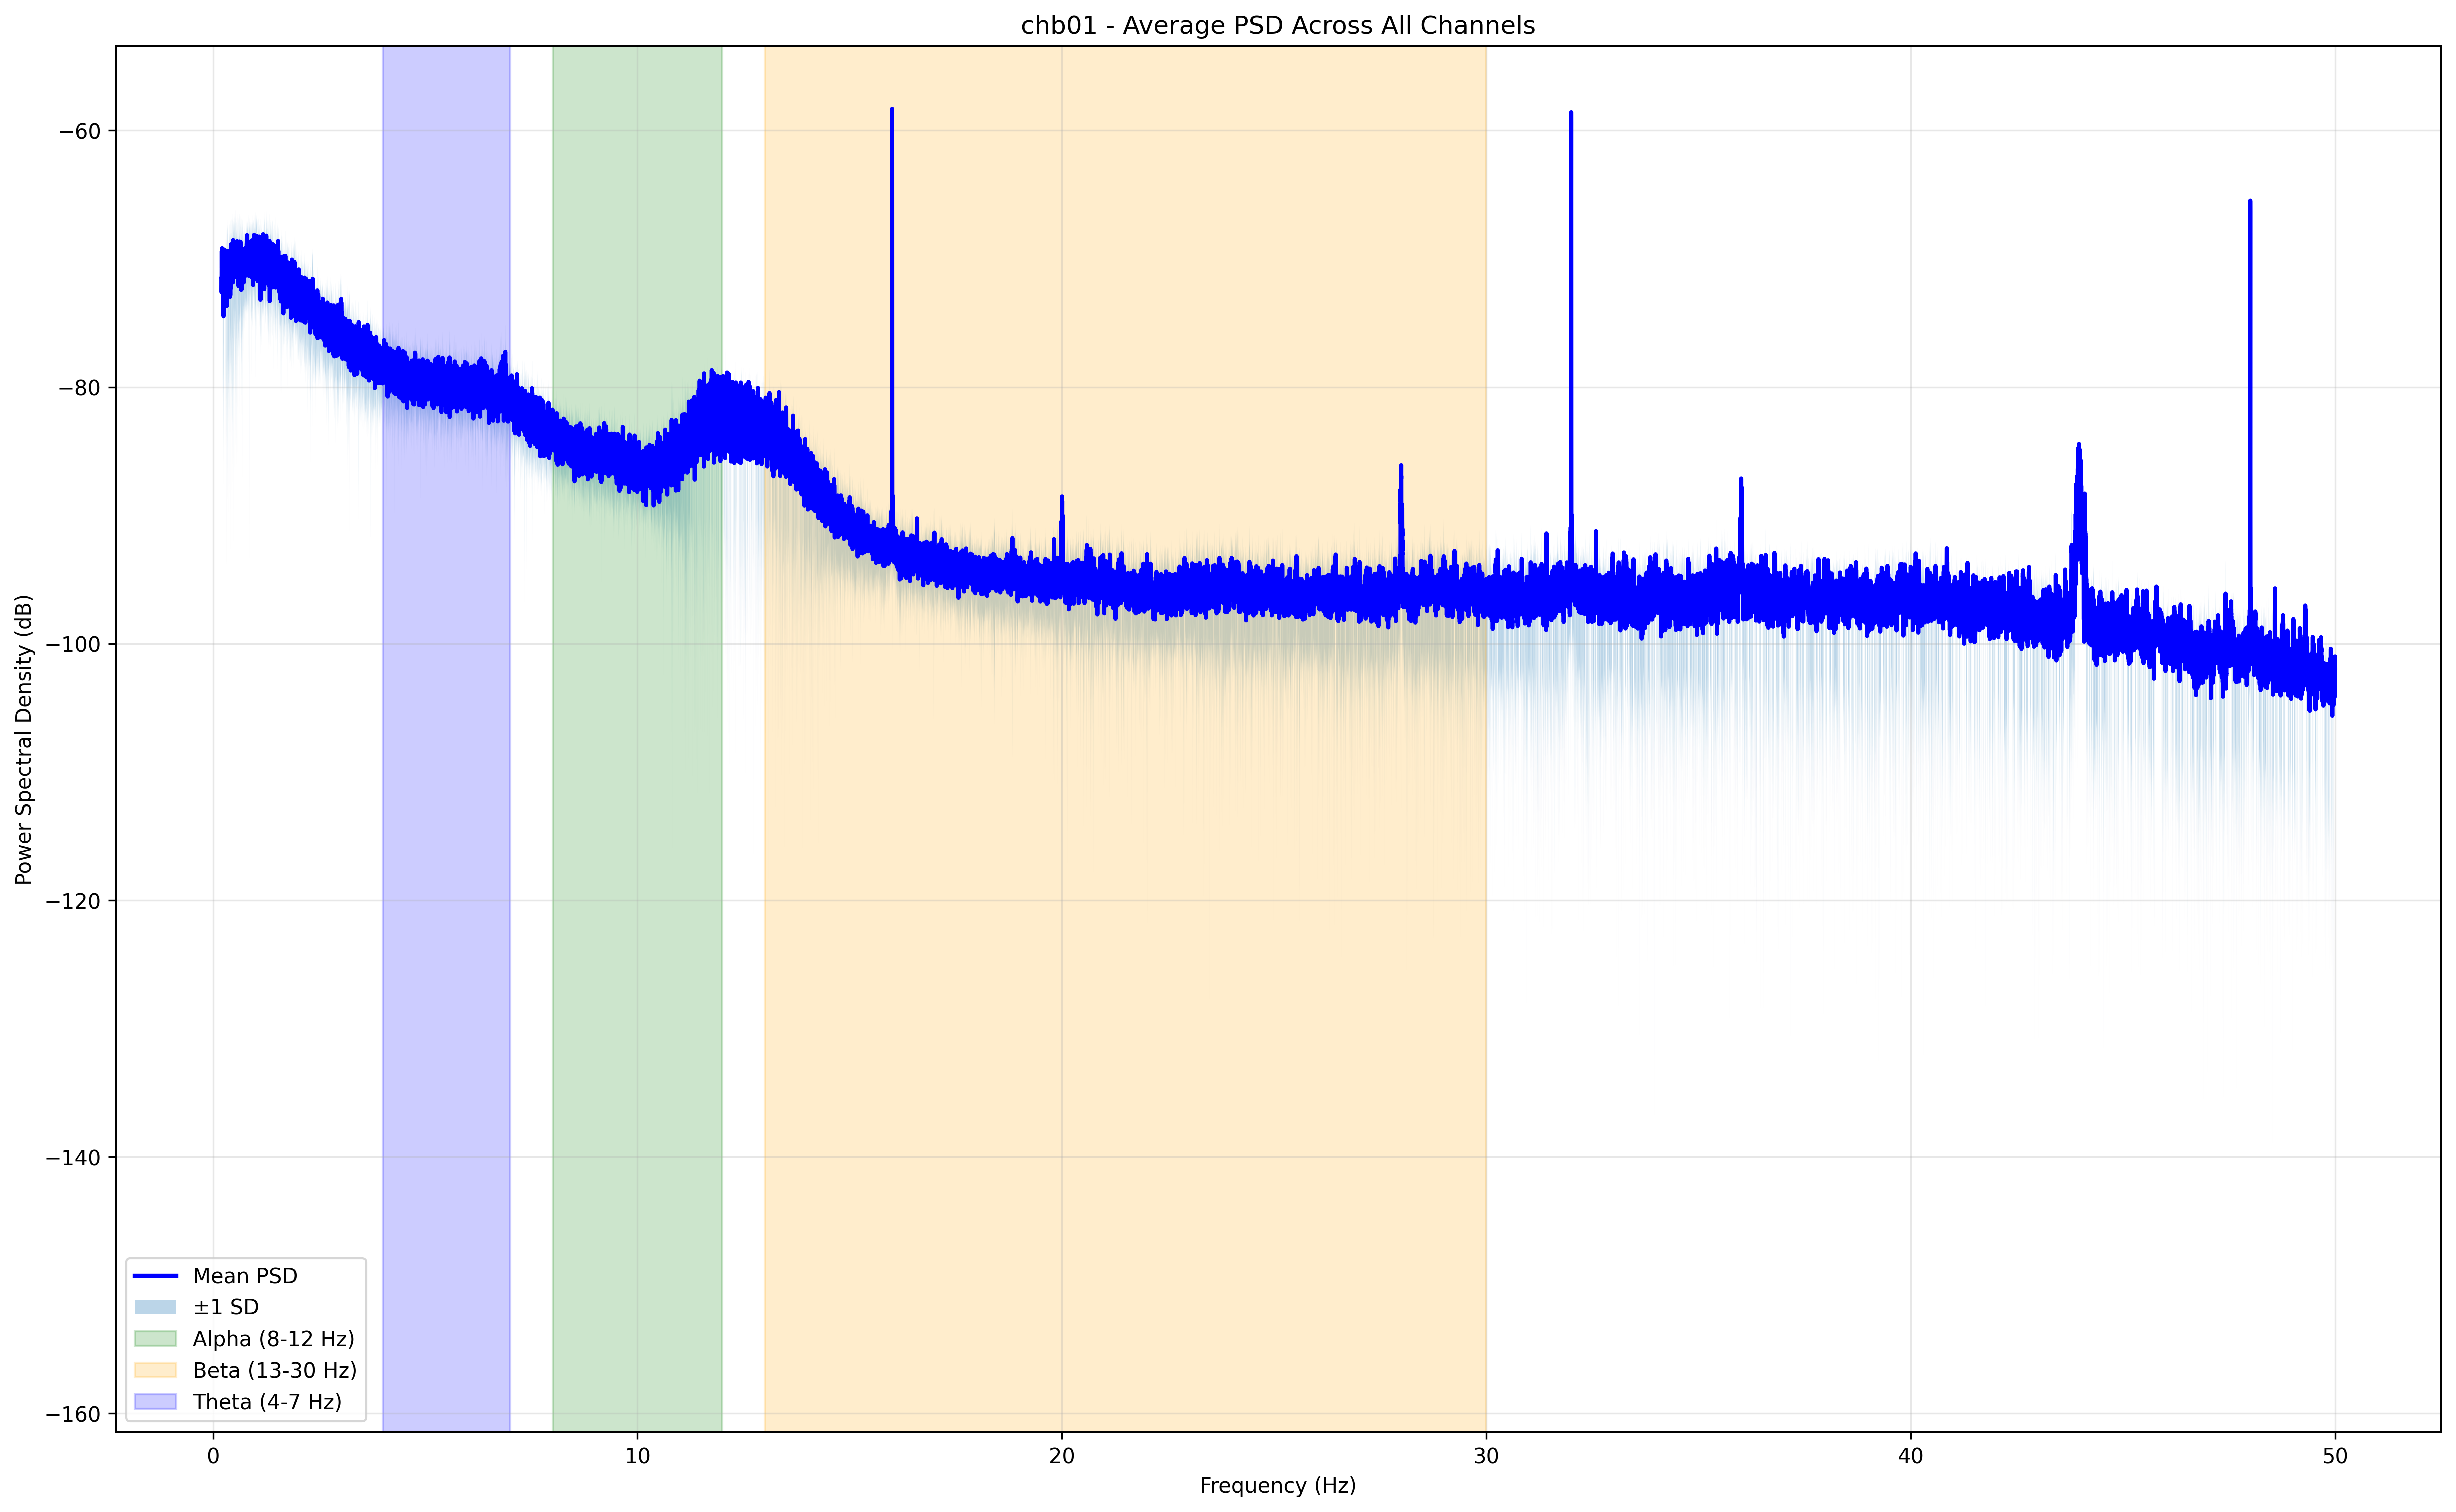 chb01 - Average PSD Across All Channels
Power Spectral Density (dB)
−60
−80
−100
−120
−140
−160
Mean PSD
±1 SD
Alpha (8-12 Hz)
Beta (13-30 Hz)
Theta (4-7 Hz)
0
10
20
30
40
50
Frequency (Hz)